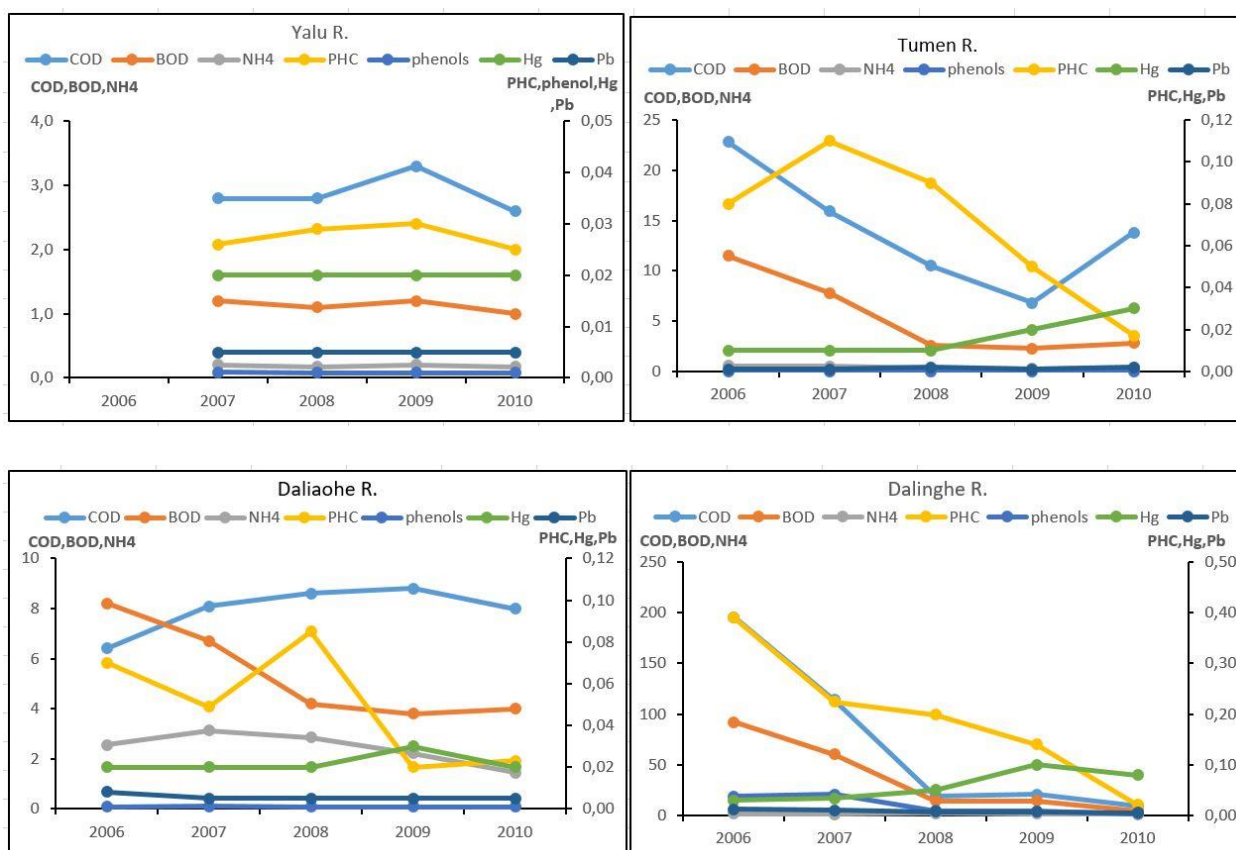 Yalu R.
COD BOD NH4 PHC phenols Hg Pb
COD,BOD,NH4
PHC,phenol,Hg
,Pb
4,0
3,0
2,0
1,0
0,0
0,05
0,04
0,03
0,02
0,01
0,00
2006 2007 2008 2009 2010
Tumen R.
COD BOD NH4 phenols PHC Hg Pb
COD,BOD,NH4
PHC,Hg,Pb
25
20
15
10
5
0
0,12
0,10
0,08
0,06
0,04
0,02
0,00
2006 2007 2008 2009 2010
Daliaohe R.
COD BOD NH4 PHC phenols Hg Pb
COD,BOD,NH4
PHC,Hg,Pb
10
8
6
4
2
0
0,12
0,10
0,08
0,06
0,04
0,02
0,00
2006 2007 2008 2009 2010
Dalinghe R.
COD BOD NH4 PHC phenols Hg Pb
COD,BOD,NH4
PHC,Hg,Pb
250
200
150
100
50
0
0,50
0,40
0,30
0,20
0,10
0,00
2006 2007 2008 2009 2010